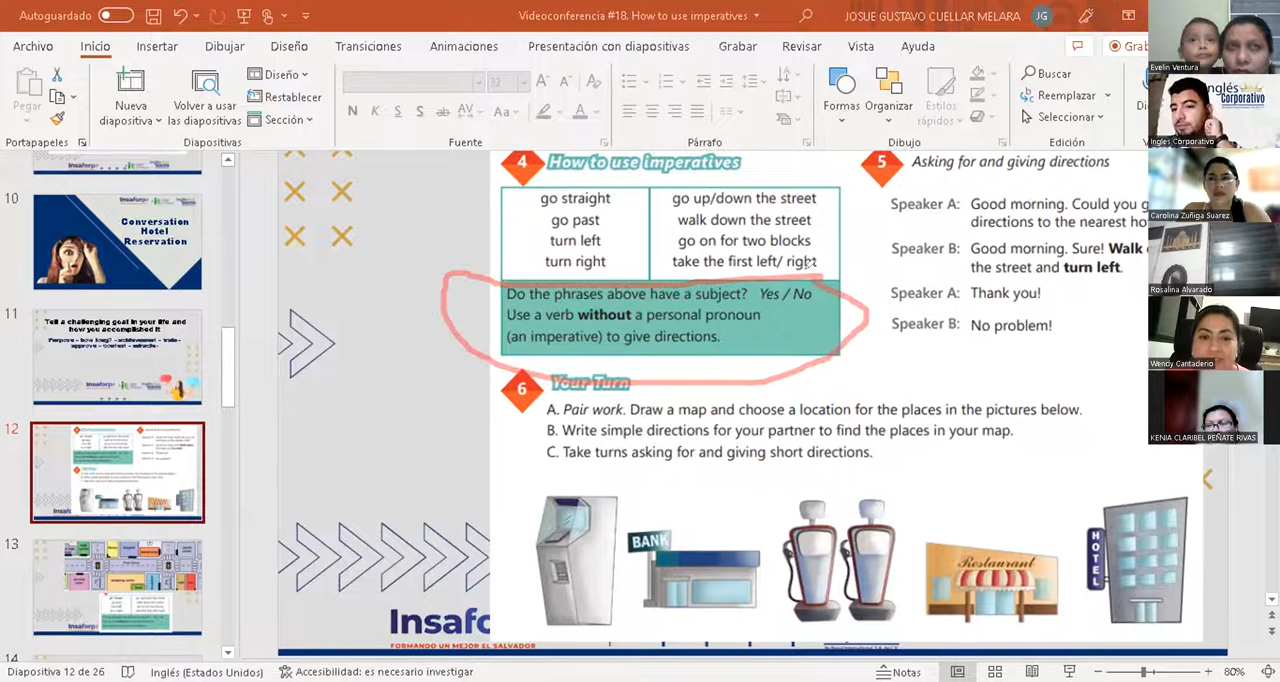 Autoguardado
Videoconferencia #18. How to use imperatives
JOSUE GUSTAVO CUELLAR MELARA
JG
Archivo
Inicio
Insertar
Dibujar
Diseño
Transiciones
Animaciones
Presentación con diapositivas
Grabar
Revisar
Vista
Ayuda
Grab
Pegar
Nueva
diapositiva
Volver a usar
las diapositivas
Diseño
Restablecer
Sección
N K S ab AV Aa
Formas
Organizar
Estilos
rápidos
Buscar
Reemplazar
Seleccionar
Portapapeles
Diapositivas
Fuente
Párrafo
Dibujo
Edición
10
Conversation
Hotel
Reservation
11
Tell a challenging goal in your life and
how you accomplished it
12
13
14
4 How to use imperatives
go straight
go past
turn left
turn right
go up/down the street
walk down the street
go on for two blocks
take the first left/ right
Do the phrases above have a subject? Yes / No
Use a verb without a personal pronoun
(an imperative) to give directions.
5 Asking for and giving directions
Speaker A: Good morning. Could you g
directions to the nearest ho
Speaker B: Good morning. Sure! Walk
the street and turn left.
Speaker A: Thank you!
Speaker B: No problem!
6 Your Turn
A. Pair work. Draw a map and choose a location for the places in the pictures below.
B. Write simple directions for your partner to find the places in your map.
C. Take turns asking for and giving short directions.
BANK
Restaurant
HOTEL
Insafo
FORMANDO UN MEJOR EL SALVADOR
Evelin Ventura
Inglés
Corporativo
Ingles Corporativo
Carolina Zuñiga Suarez
Rosalina Alvarado
Wendy Cantaderio
KENIA CLARIBEL PEÑATE RIVAS
Diapositiva 12 de 26
Inglés (Estados Unidos)
Accesibilidad: es necesario investigar
Notas
80%